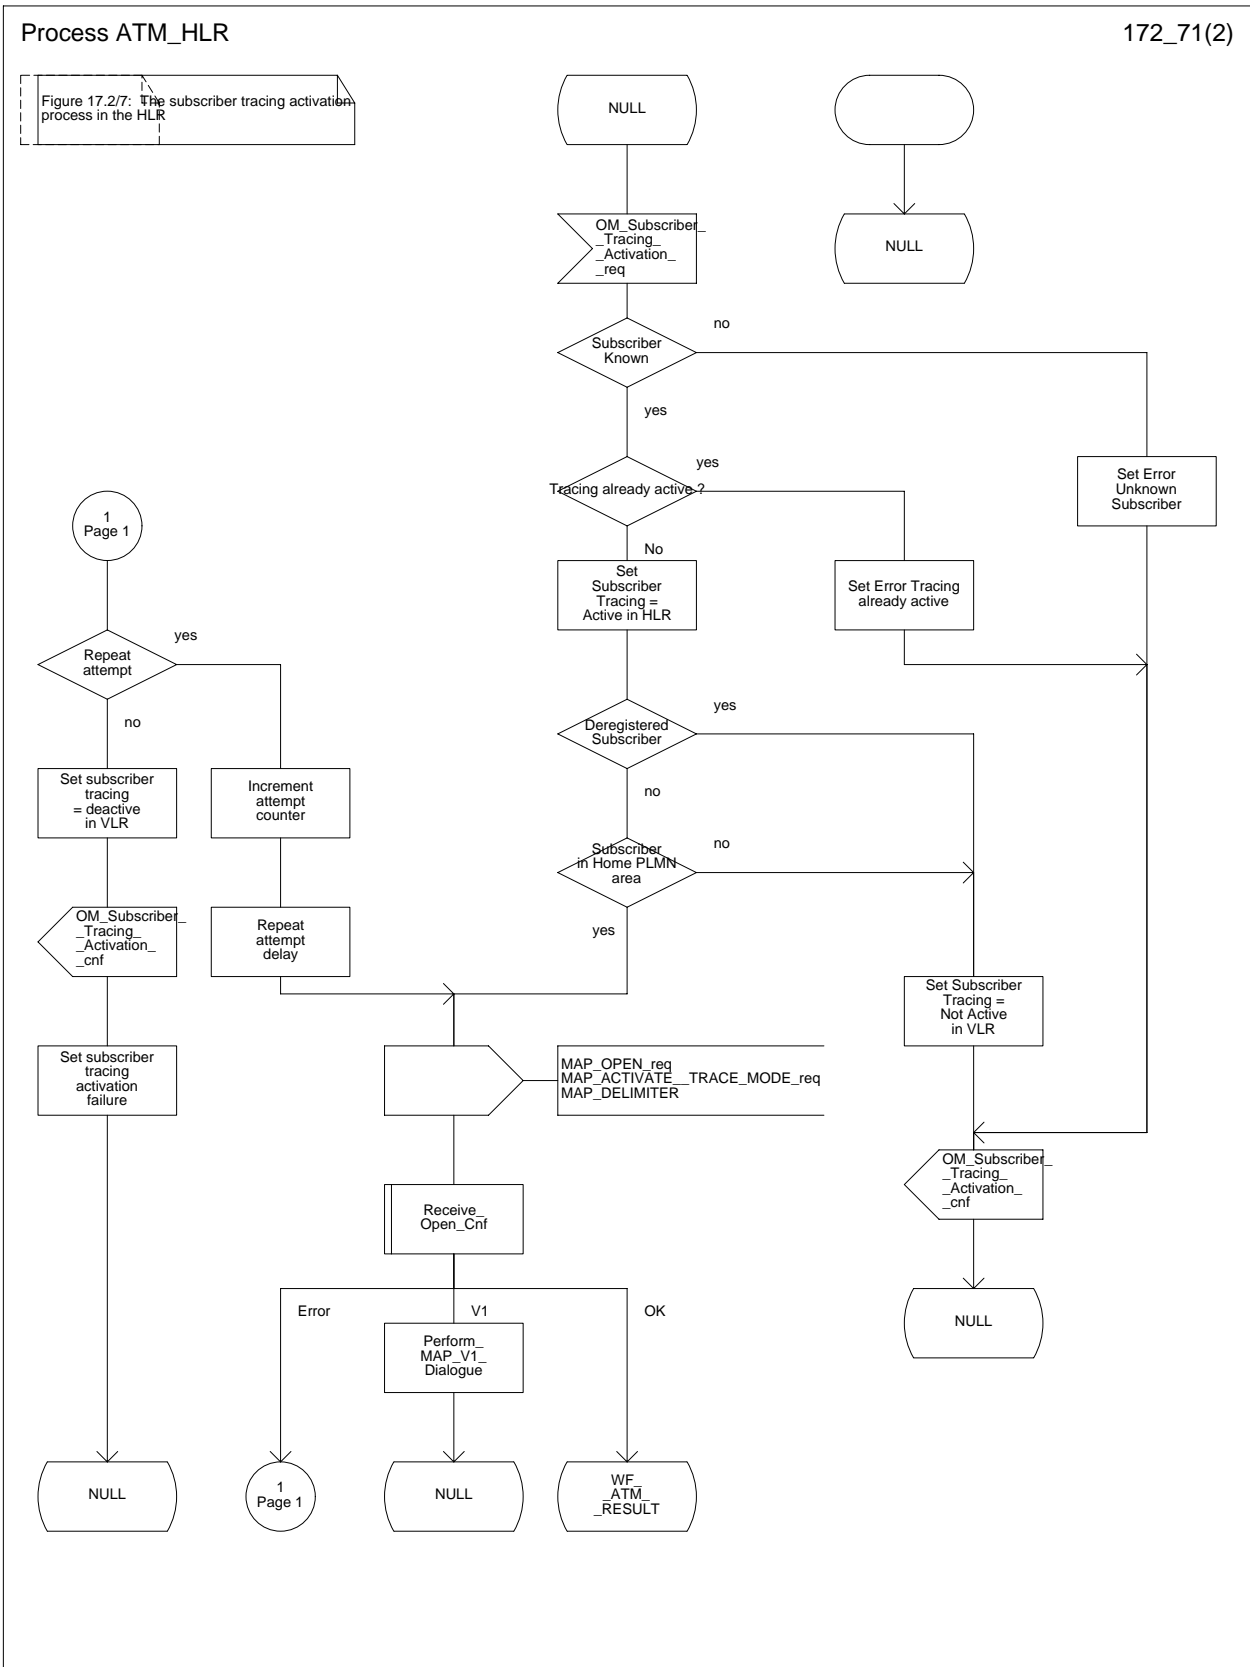 Process ATM_HLR
172_71(2)
Figure 17.2/7: The subscriber tracing activation
process in the HLR
NULL
OM_Subscriber_
_Tracing_
_Activation_
_req
NULL
Subscriber
Known
no
yes
Tracing already active ?
yes
No
Set Error
Unknown
Subscriber
1
Page 1
Set
Subscriber
Tracing =
Active in HLR
Set Error Tracing
already active
Repeat
attempt
yes
no
Deregistered
Subscriber
yes
no
Set subscriber
tracing
= deactive
in VLR
Increment
attempt
counter
Subscriber
in Home PLMN
area
no
yes
OM_Subscriber_
_Tracing_
_Activation_
_cnf
Repeat
attempt
delay
Set Subscriber
Tracing =
Not Active
in VLR
Set subscriber
tracing
activation
failure
MAP_OPEN_req
MAP_ACTIVATE__TRACE_MODE_req
MAP_DELIMITER
OM_Subscriber_
_Tracing_
_Activation_
_cnf
Receive_
Open_Cnf
Error
V1
OK
NULL
Perform_
MAP_V1_
Dialogue
NULL
1
Page 1
NULL
WF_
_ATM_
_RESULT